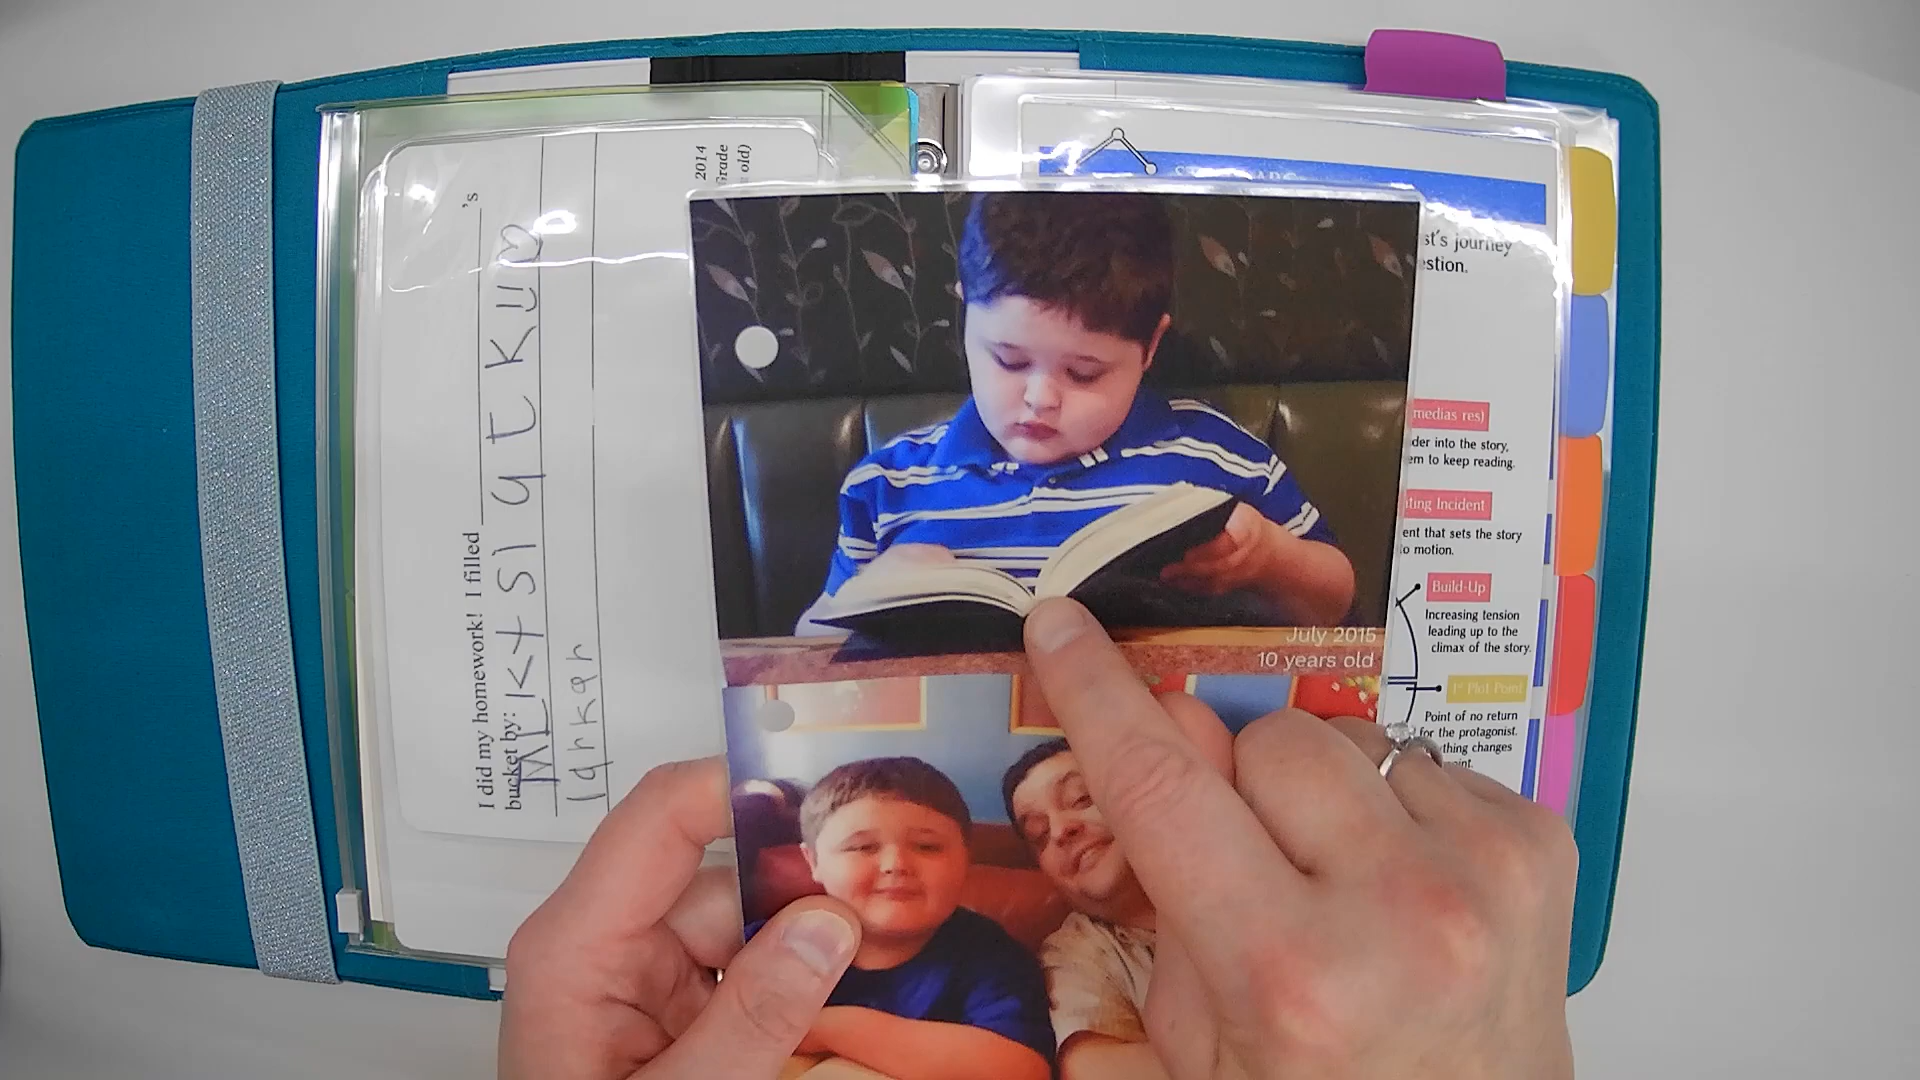 I did my homework! I filled ___'s
bucket by:
2014
Grade
old)
July 2015
10 years old
st's journey
estion.
medias res)
der into the story,
em to keep reading.
iting Incident
ent that sets the story
o motion.
Build-Up
Increasing tension
leading up to the
climax of the story.
1st Plot Point
Point of no return
for the protagonist.
thing changes
oint.